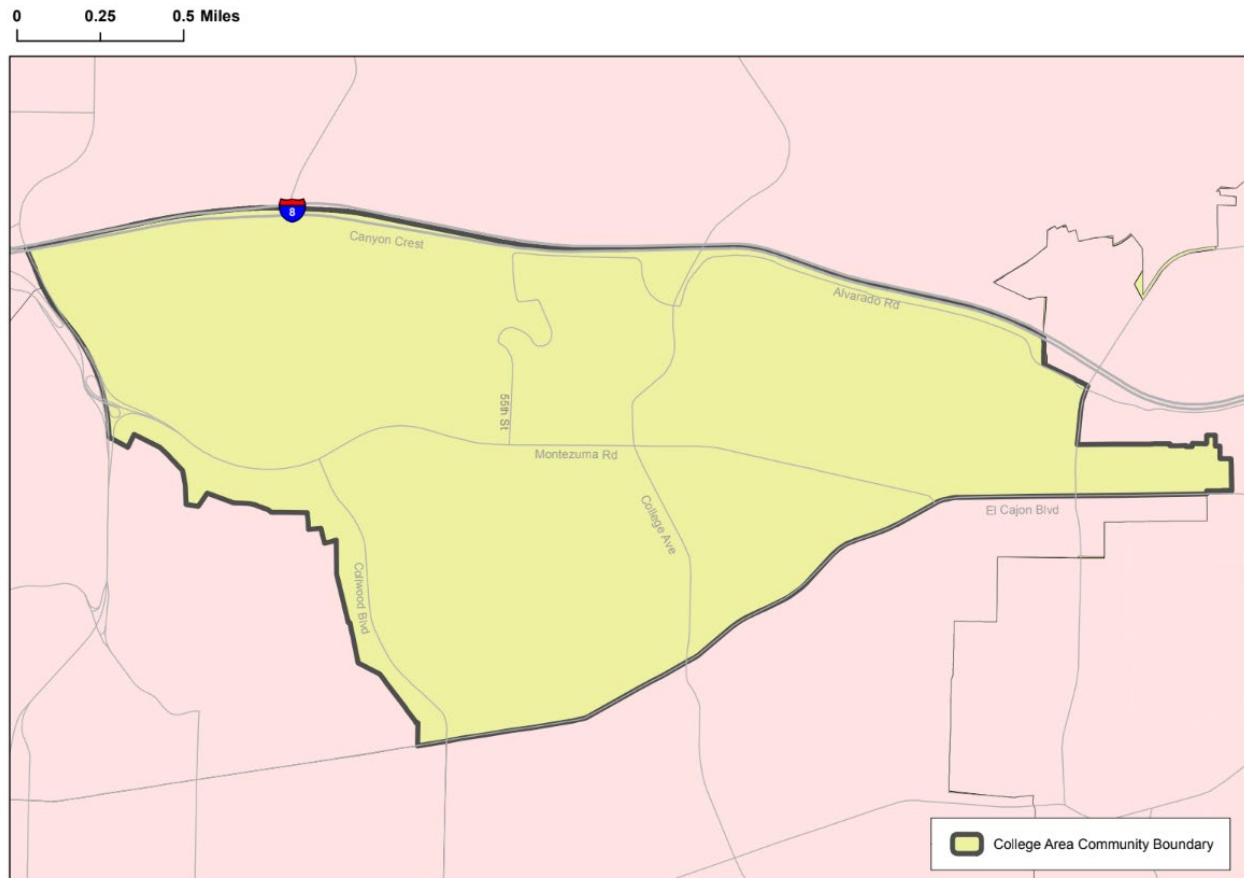 0 0.25 0.5 Miles
8
Canyon Crest
Alvarado Rd
55th St
Montezuma Rd
College Ave
El Cajon Blvd
Collwood Blvd
College Area Community Boundary